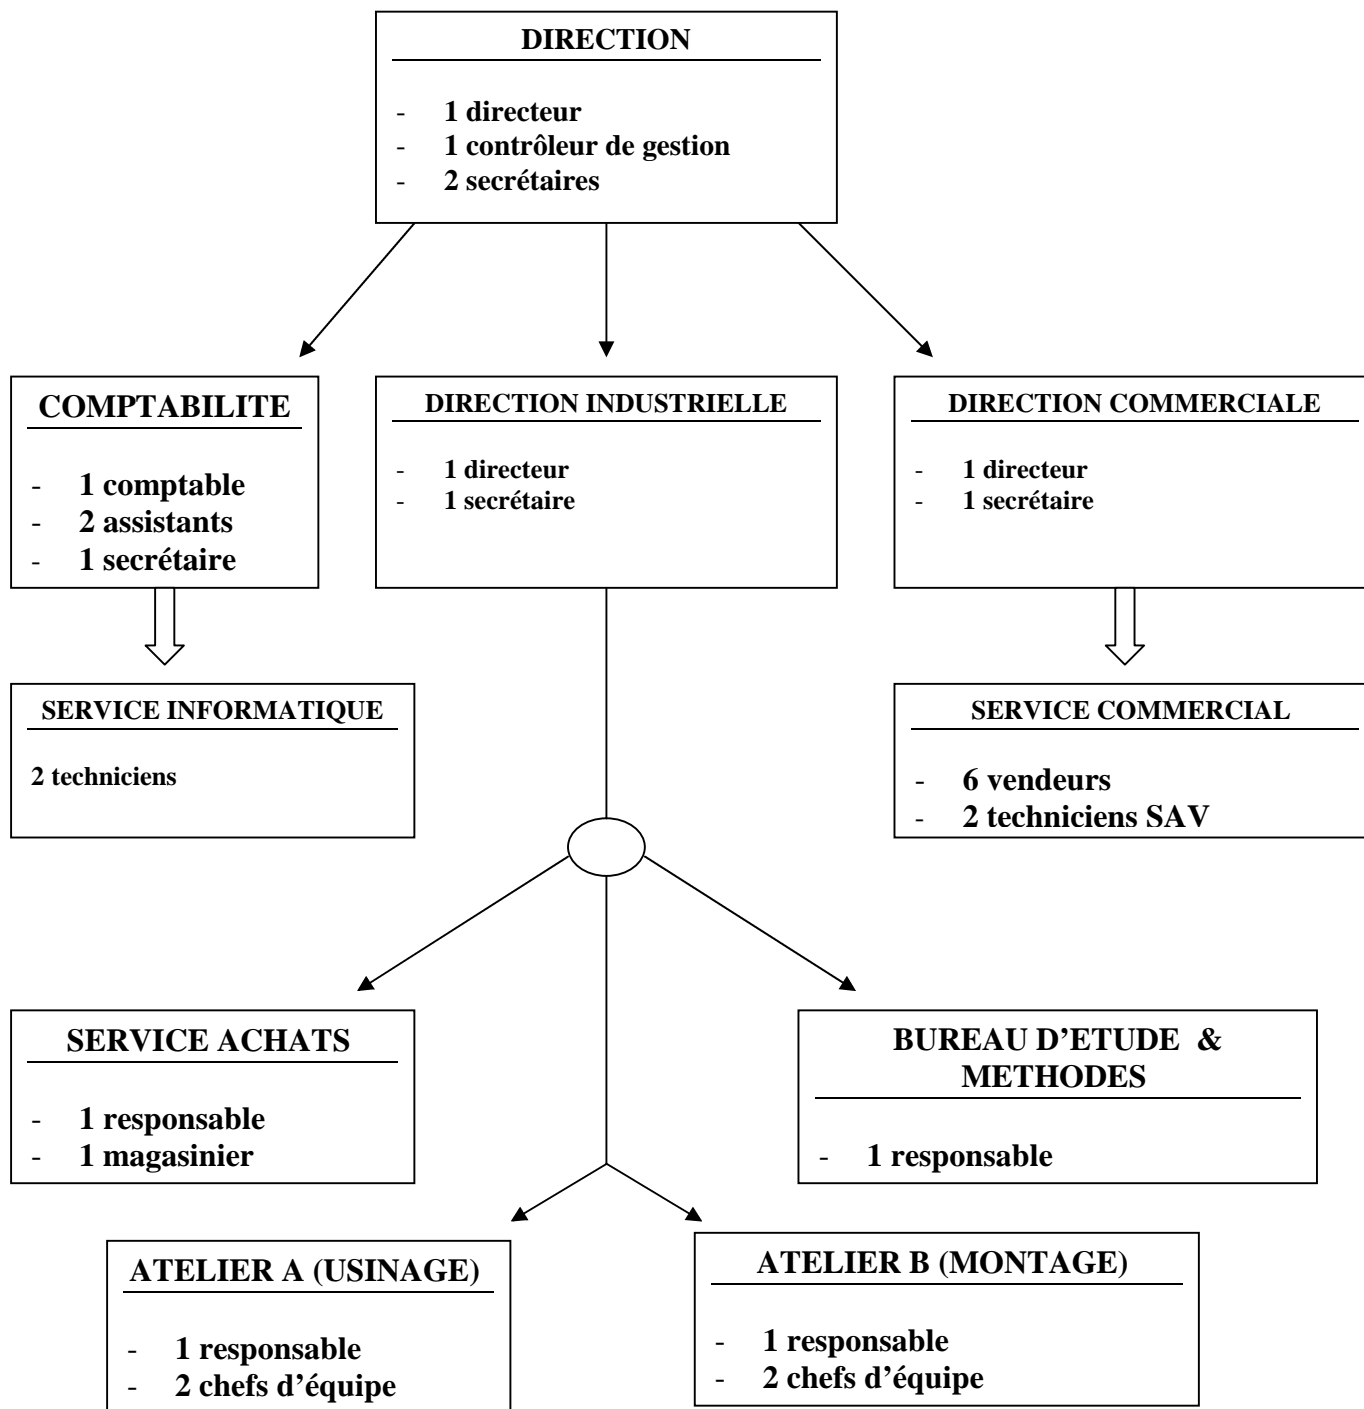 DIRECTION
- 1 directeur
- 1 contrôleur de gestion
- 2 secrétaires
COMPTABILITE
- 1 comptable
- 2 assistants
- 1 secrétaire
DIRECTION INDUSTRIELLE
- 1 directeur
- 1 secrétaire
DIRECTION COMMERCIALE
- 1 directeur
- 1 secrétaire
SERVICE INFORMATIQUE
2 techniciens
SERVICE COMMERCIAL
- 6 vendeurs
- 2 techniciens SAV
SERVICE ACHATS
- 1 responsable
- 1 magasinier
BUREAU D’ETUDE &
METHODES
- 1 responsable
ATELIER A (USINAGE)
- 1 responsable
- 2 chefs d’équipe
ATELIER B (MONTAGE)
- 1 responsable
- 2 chefs d’équipe